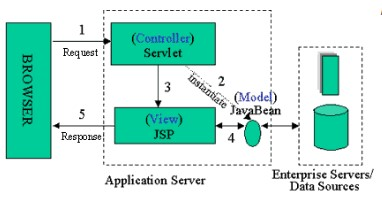 BROWSER
1
Request
(Controller)
Servlet
3
2
instantiate
(Model)
JavaBean
(View)
JSP
4
5
Response
Application Server
Enterprise Servers/
Data Sources